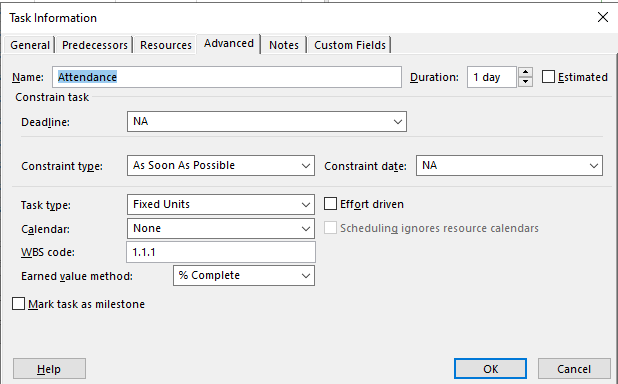 Task Information
General Predecessors Resources Advanced Notes Custom Fields
Name: Attendance Duration: 1 day Estimated
Constrain task
Deadline: NA
Constraint type: As Soon As Possible Constraint date: NA
Task type: Fixed Units Effort driven
Calendar: None Scheduling ignores resource calendars
WBS code: 1.1.1
Earned value method: % Complete
Mark task as milestone
Help OK Cancel